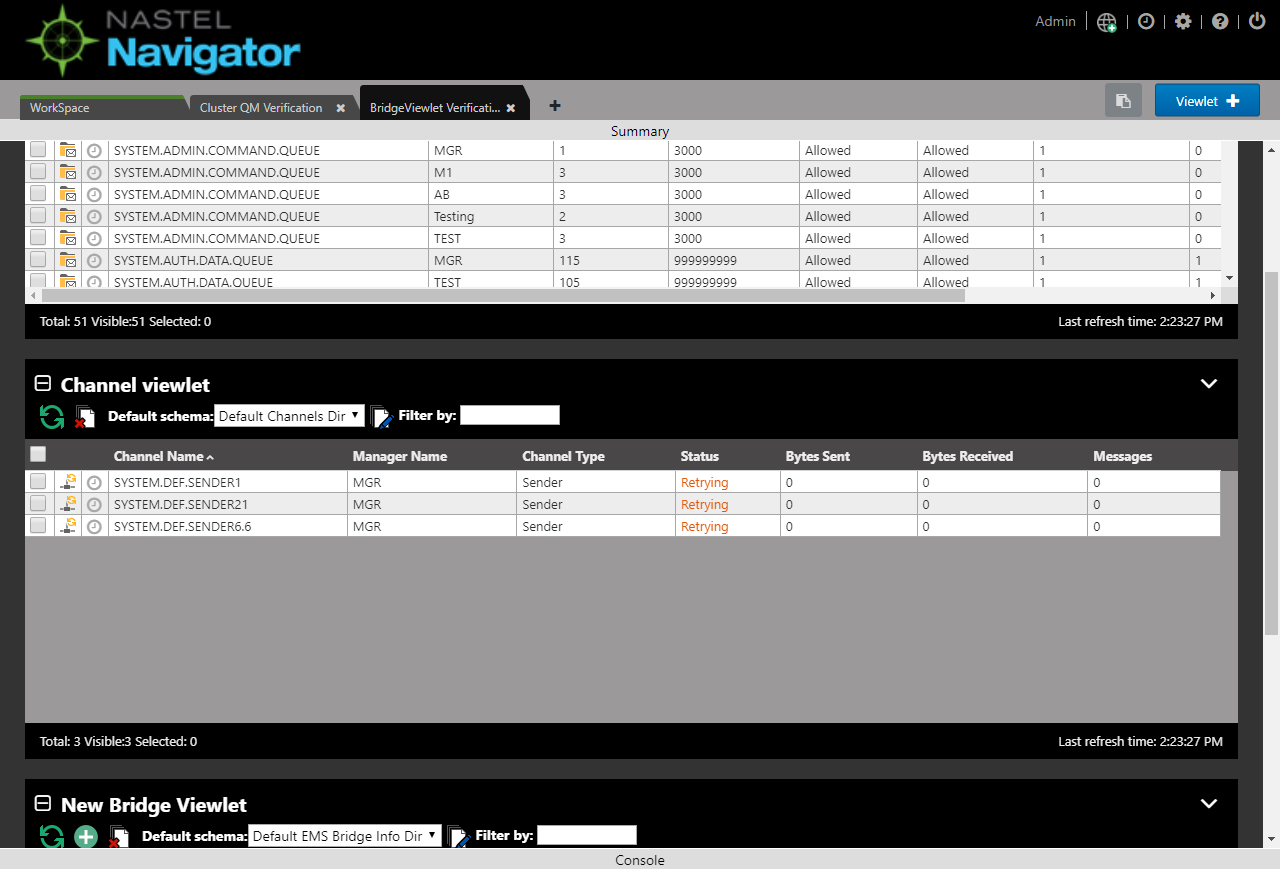 NASTEL
Navigator
Admin
WorkSpace
Cluster QM Verification
BridgeViewlet Verificati...
Viewlet
Summary
SYSTEM.ADMIN.COMMAND.QUEUE MGR 1 3000 Allowed Allowed 1 0
SYSTEM.ADMIN.COMMAND.QUEUE M1 3 3000 Allowed Allowed 1 0
SYSTEM.ADMIN.COMMAND.QUEUE AB 3 3000 Allowed Allowed 1 0
SYSTEM.ADMIN.COMMAND.QUEUE Testing 2 3000 Allowed Allowed 1 0
SYSTEM.ADMIN.COMMAND.QUEUE TEST 3 3000 Allowed Allowed 1 0
SYSTEM.AUTH.DATA.QUEUE MGR 115 999999999 Allowed Allowed 1 1
SYSTEM.AUTH.DATA.QUEUE TEST 105 999999999 Allowed Allowed 1 1
Total: 51 Visible:51 Selected: 0 Last refresh time: 2:23:27 PM
Channel viewlet
Default schema: Default Channels Dir Filter by:
Channel Name Manager Name Channel Type Status Bytes Sent Bytes Received Messages
SYSTEM.DEF.SENDER1 MGR Sender Retrying 0 0 0
SYSTEM.DEF.SENDER21 MGR Sender Retrying 0 0 0
SYSTEM.DEF.SENDER6.6 MGR Sender Retrying 0 0 0
Total: 3 Visible:3 Selected: 0 Last refresh time: 2:23:27 PM
New Bridge Viewlet
Default schema: Default EMS Bridge Info Dir Filter by:
Console